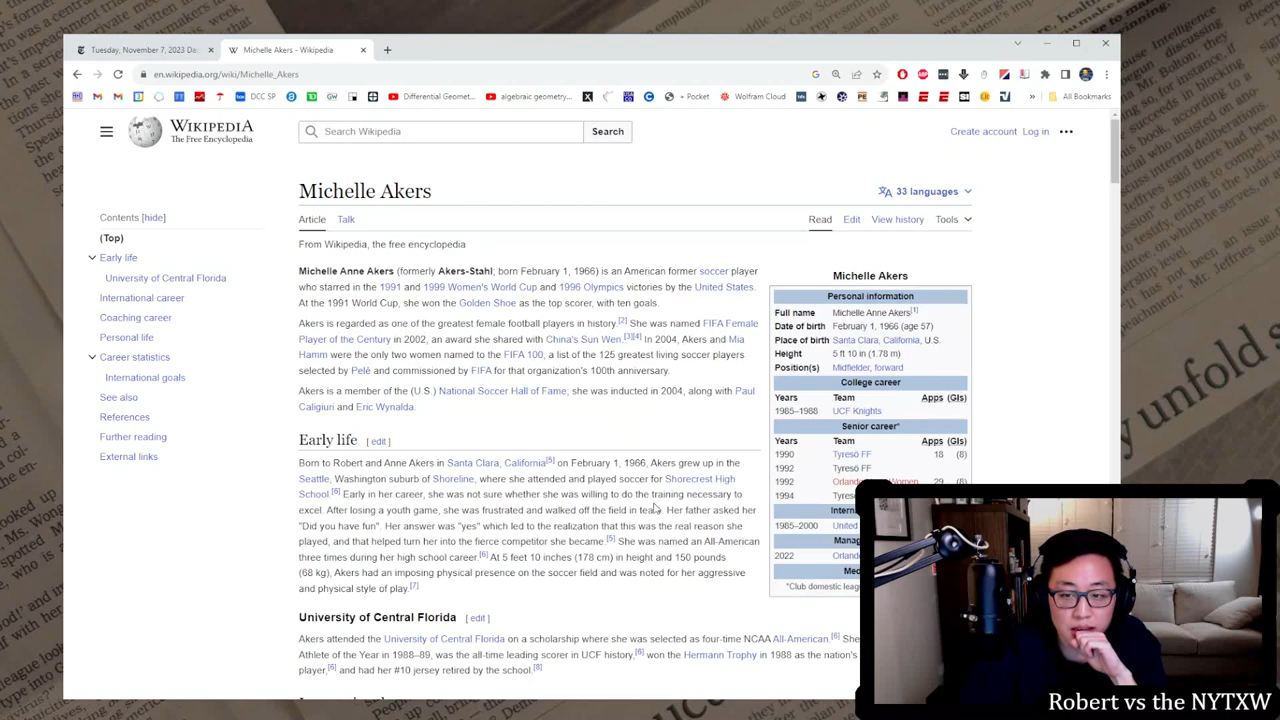 Tuesday, November 7, 2023 Da
Michelle Akers - Wikipedia
en.wikipedia.org/wiki/Michelle_Akers
DCC SP
Differential Geomet...
algebraic geometry...
+ Pocket
Wolfram Cloud
All Bookmarks
WIKIPEDIA
The Free Encyclopedia
Search Wikipedia
Search
Create account
Log in
Michelle Akers
33 languages
Article
Talk
Read
Edit
View history
Tools
From Wikipedia, the free encyclopedia
Contents [hide]
(Top)
Early life
University of Central Florida
International career
Coaching career
Personal life
Career statistics
International goals
See also
References
Further reading
External links
Michelle Anne Akers (formerly Akers-Stahl; born February 1, 1966) is an American former soccer player
who starred in the 1991 and 1999 Women's World Cup and 1996 Olympics victories by the United States.
At the 1991 World Cup, she won the Golden Shoe as the top scorer, with ten goals.
Akers is regarded as one of the greatest female football players in history.[2] She was named FIFA Female
Player of the Century in 2002, an award she shared with China's Sun Wen.[3][4] In 2004, Akers and Mia
Hamm were the only two women named to the FIFA 100, a list of the 125 greatest living soccer players
selected by Pelé and commissioned by FIFA for that organization's 100th anniversary.
Akers is a member of the (U.S.) National Soccer Hall of Fame; she was inducted in 2004, along with Paul
Caligiuri and Eric Wynalda.
Early life [ edit ]
Born to Robert and Anne Akers in Santa Clara, California[5] on February 1, 1966, Akers grew up in the
Seattle, Washington suburb of Shoreline, where she attended and played soccer for Shorecrest High
School.[6] Early in her career, she was not sure whether she was willing to do the training necessary to
excel. After losing a youth game, she was frustrated and walked off the field in tears. Her father asked her
"Did you have fun". Her answer was "yes" which led to the realization that this was the real reason she
played, and that helped turn her into the fierce competitor she became.[5] She was named an All-American
three times during her high school career.[6] At 5 feet 10 inches (178 cm) in height and 150 pounds
(68 kg), Akers had an imposing physical presence on the soccer field and was noted for her aggressive
and physical style of play.[7]
University of Central Florida [ edit ]
Akers attended the University of Central Florida on a scholarship where she was selected as four-time NCAA All-American.[6] She
Athlete of the Year in 1988–89, was the all-time leading scorer in UCF history,[6] won the Hermann Trophy in 1988 as the nation's
player,[6] and had her #10 jersey retired by the school.[8]
Michelle Akers
Personal information
Full name Michelle Anne Akers[1]
Date of birth February 1, 1966 (age 57)
Place of birth Santa Clara, California, U.S.
Height 5 ft 10 in (1.78 m)
Position(s) Midfielder, forward
College career
Years Team Apps (Gls)
1985–1988 UCF Knights
Senior career*
Years Team Apps (Gls)
1990 Tyresö FF 18 (8)
1992 Tyresö FF
1992 29 (8)
1994
1985–2000 United
2022
*Club domestic
Robert vs the NYTXW